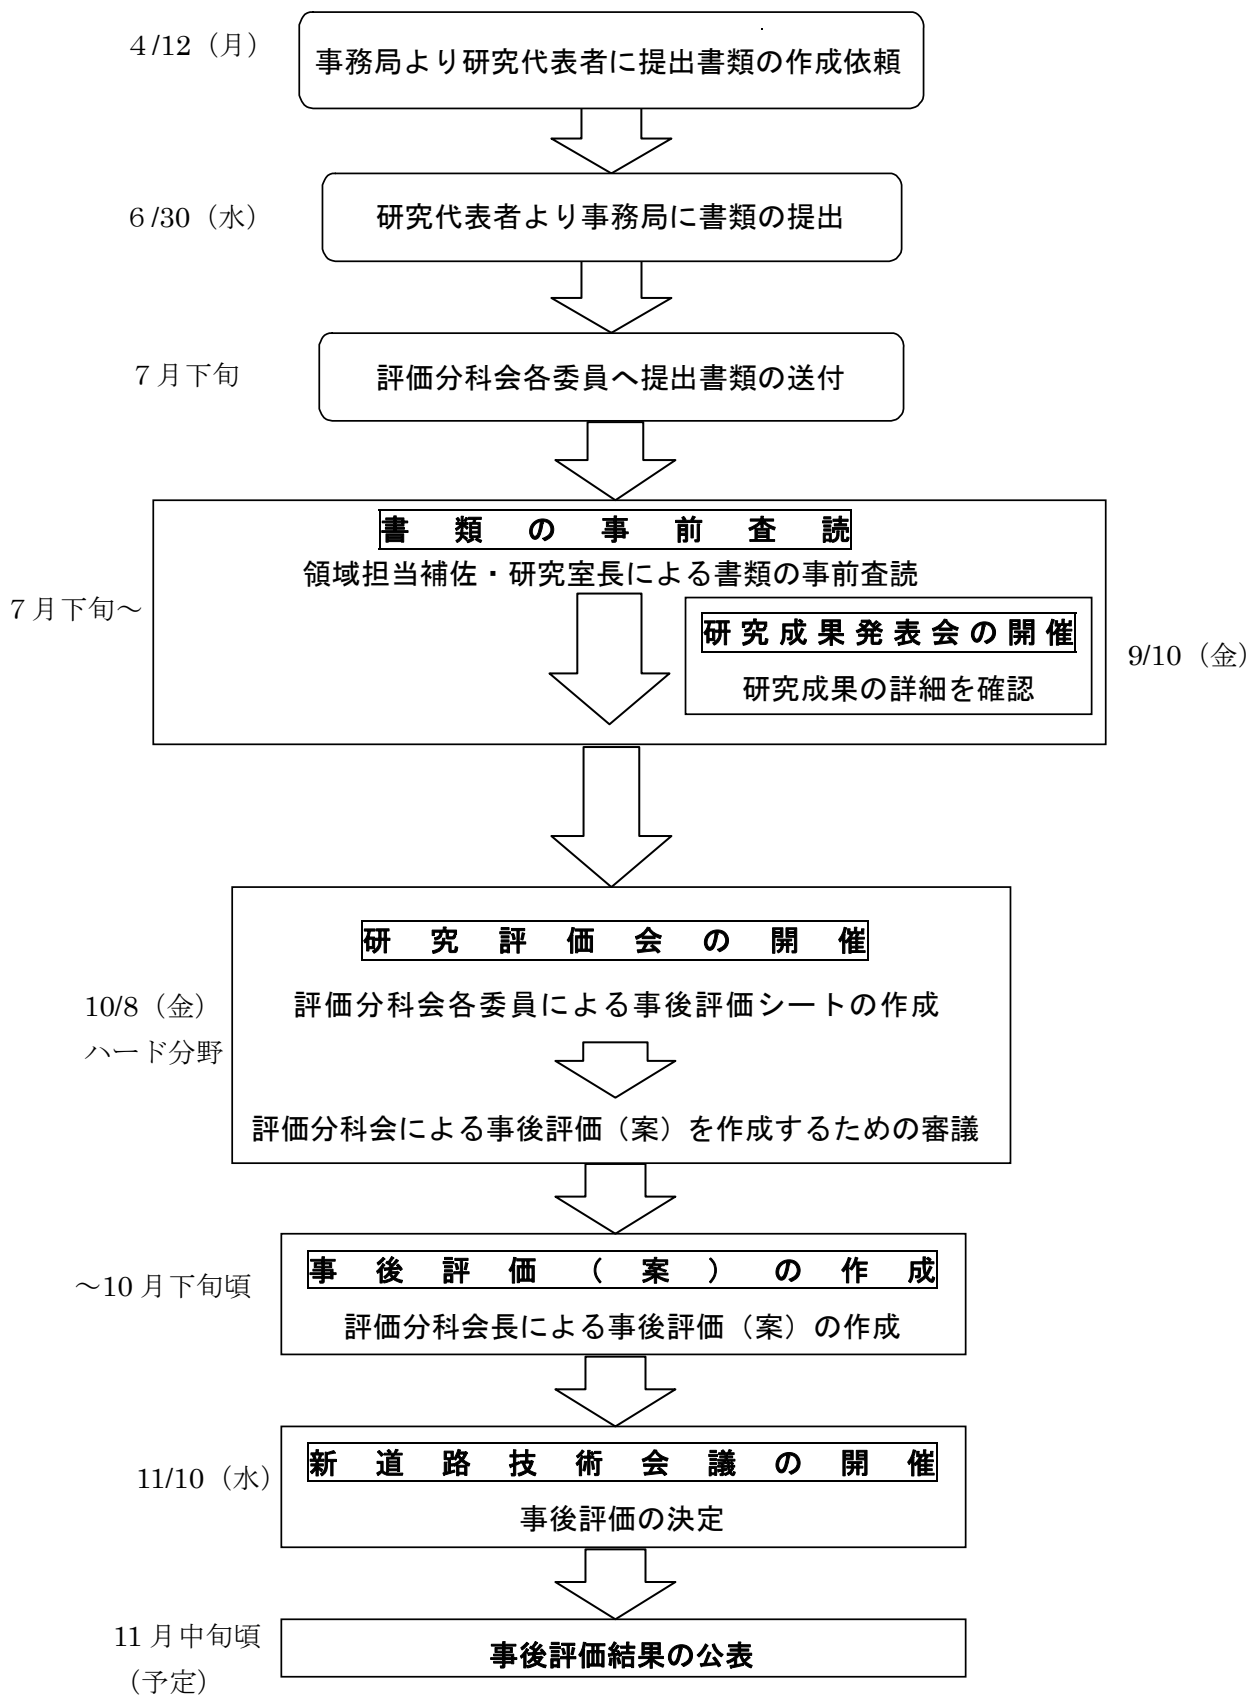 4/12（月）
事務局より研究代表者に提出書類の作成依頼
6/30（水）
研究代表者より事務局に書類の提出
7月下旬
評価分科会各委員へ提出書類の送付
7月下旬～
書類の事前査読
領域担当補佐・研究室長による書類の事前査読
研究成果発表会の開催
研究成果の詳細を確認
9/10（金）
研究評価会の開催
10/8（金）
ハード分野
評価分科会各委員による事後評価シートの作成
評価分科会による事後評価（案）を作成するための審議
～10月下旬頃
事後評価（案）の作成
評価分科会長による事後評価（案）の作成
11/10（水）
新道路技術会議の開催
事後評価の決定
11月中旬頃
（予定）
事後評価結果の公表